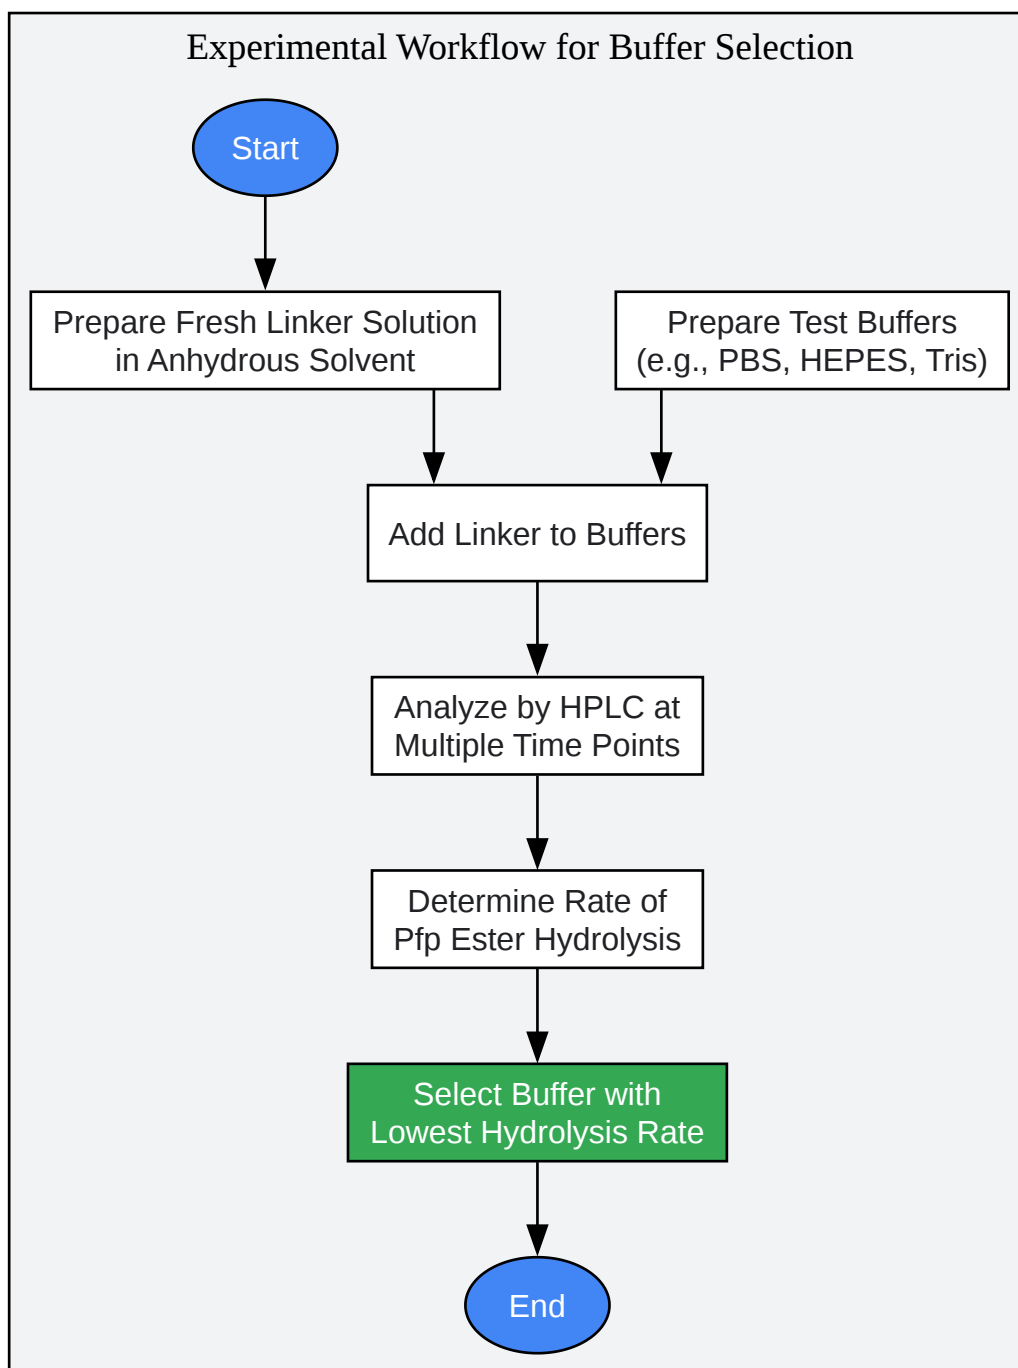 Experimental Workflow for Buffer Selection
Start
Prepare Fresh Linker Solution
in Anhydrous Solvent
Prepare Test Buffers
(e.g., PBS, HEPES, Tris)
Add Linker to Buffers
Analyze by HPLC at
Multiple Time Points
Determine Rate of
Pfp Ester Hydrolysis
Select Buffer with
Lowest Hydrolysis Rate
End